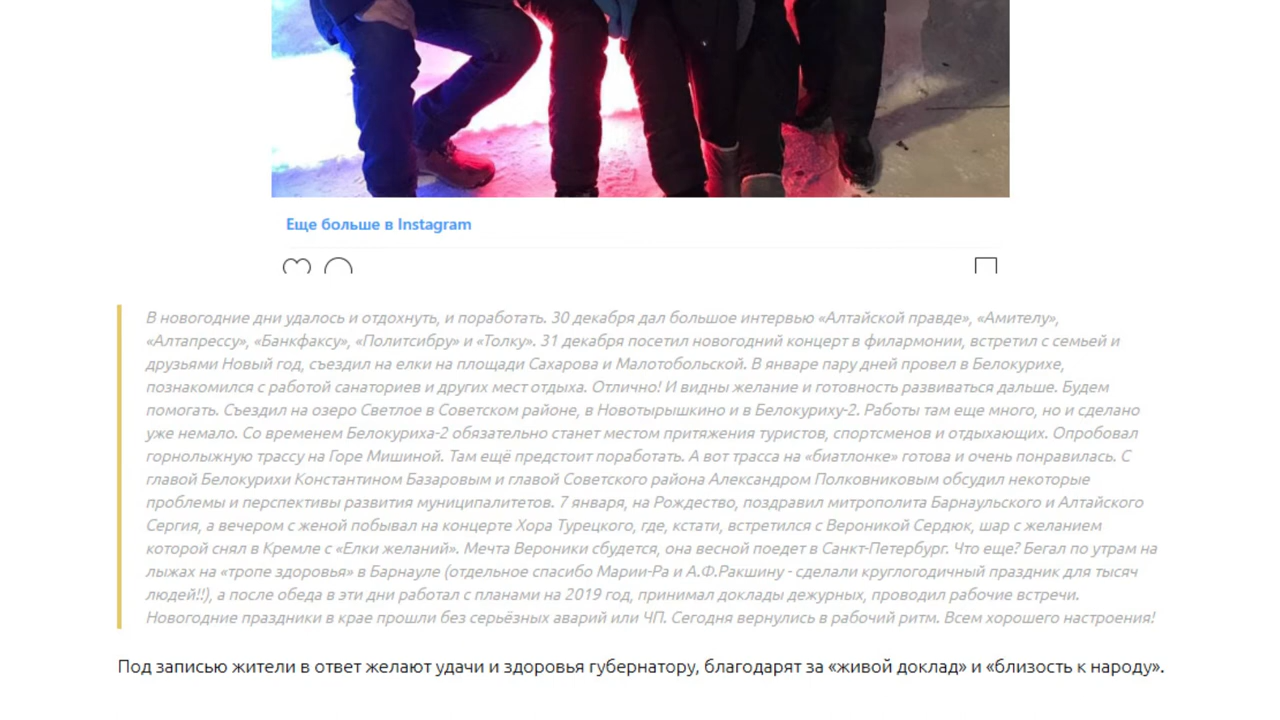 Еще больше в Instagram
В новогодние дни удалось и отдохнуть, и поработать. 30 декабря дал большое интервью «Алтайской правде», «Амителу»,
«Алтапрессу», «Банкфаксу», «Политсибру» и «Толку». 31 декабря посетил новогодний концерт в филармонии, встретил с семьей и
друзьями Новый год, съездил на елки на площади Сахарова и Малотобольской. В январе пару дней провел в Белокурихе,
познакомился с работой санаториев и других мест отдыха. Отлично! И видны желание и готовность развиваться дальше. Будем
помогать. Съездил на озеро Светлое в Советском районе, в Новотырышкино и в Белокуриху-2. Работы там еще много, но и сделано
уже немало. Со временем Белокуриха-2 обязательно станет местом притяжения туристов, спортсменов и отдыхающих. Опробовал
горнолыжную трассу на Горе Мишиной. Там ещё предстоит поработать. А вот трасса на «биатлонке» готова и очень понравилась. С
главой Белокурихи Константином Базаровым и главой Советского района Александром Полковниковым обсудил некоторые
проблемы и перспективы развития муниципалитетов. 7 января, на Рождество, поздравил митрополита Барнаульского и Алтайского
Сергия, а вечером с женой побывал на концерте Хора Турецкого, где, кстати, встретился с Вероникой Сердюк, шар с желанием
которой снял в Кремле с «Елки желаний». Мечта Вероники сбудется, она весной поедет в Санкт-Петербург. Что еще? Бегал по утрам на
лыжах на «тропе здоровья» в Барнауле (отдельное спасибо Марии-Ра и А.Ф.Ракшину - сделали круглогодичный праздник для тысяч
людей!!), а после обеда в эти дни работал с планами на 2019 год, принимал доклады дежурных, проводил рабочие встречи.
Новогодние праздники в крае прошли без серьёзных аварий или ЧП. Сегодня вернулись в рабочий ритм. Всем хорошего настроения!
Под записью жители в ответ желают удачи и здоровья губернатору, благодарят за «живой доклад» и «близость к народу».